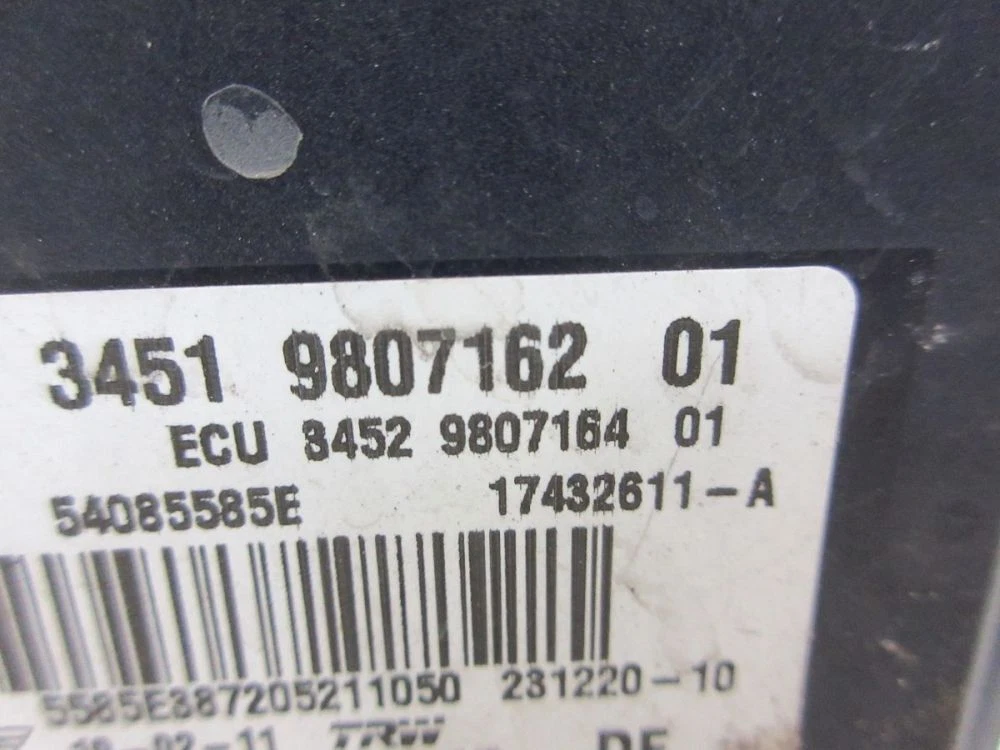 3451 9807162 01
ECU 3452 9807164 01
54085585E 17432611-A
5585E387205211050 231220-10
TRW